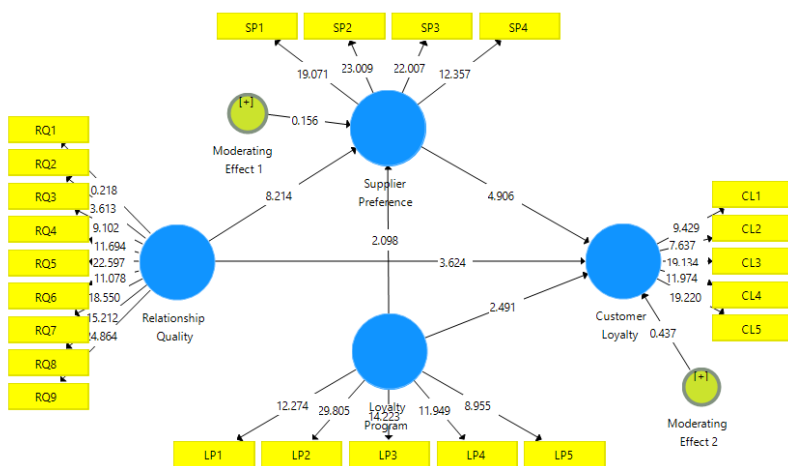 SP1
SP2
SP3
SP4
19.071
23.009
22.007
12.357
[+]
0.156
Moderating
Effect 1
Supplier
Preference
RQ1
RQ2
RQ3
RQ4
RQ5
RQ6
RQ7
RQ8
RQ9
0.218
3.613
9.102
11.694
22.597
11.078
18.550
15.212
24.864
Relationship
Quality
8.214
4.906
2.098
3.624
2.491
CL1
CL2
CL3
CL4
CL5
9.429
7.637
19.134
11.974
19.220
Customer
Loyalty
0.437
[+]
Moderating
Effect 2
Loyalty
Program
12.274
29.805
14.223
11.949
8.955
LP1
LP2
LP3
LP4
LP5